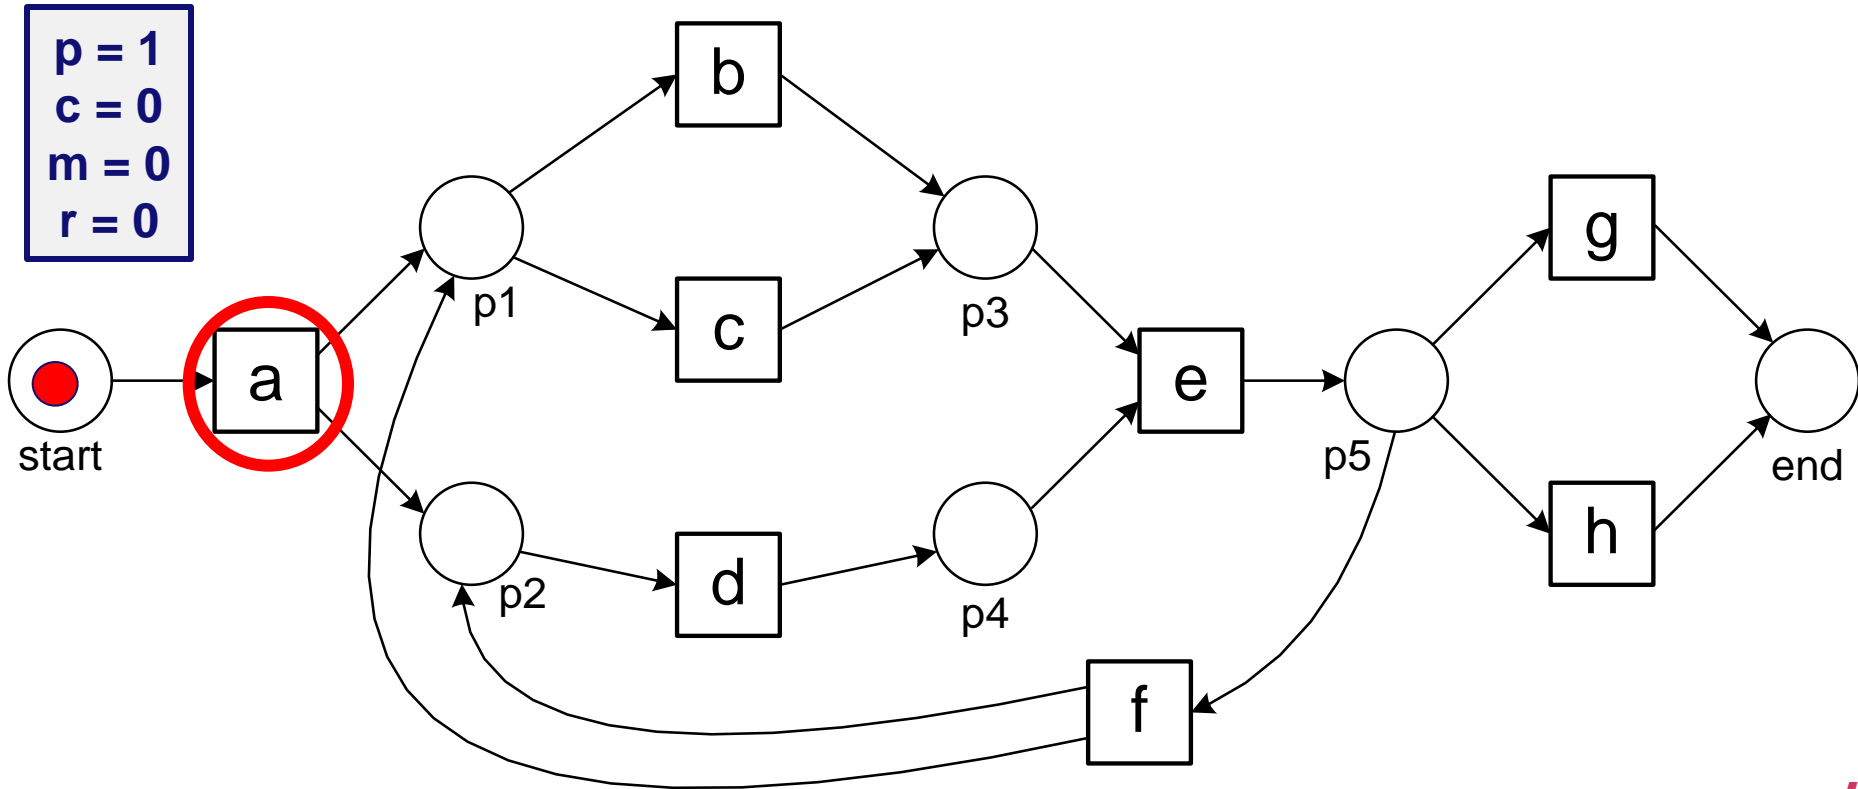 p = 1
c = 0
m = 0
r = 0
b
g
p1
c
p3
a
e
start
p5
end
h
p2
d
p4
f